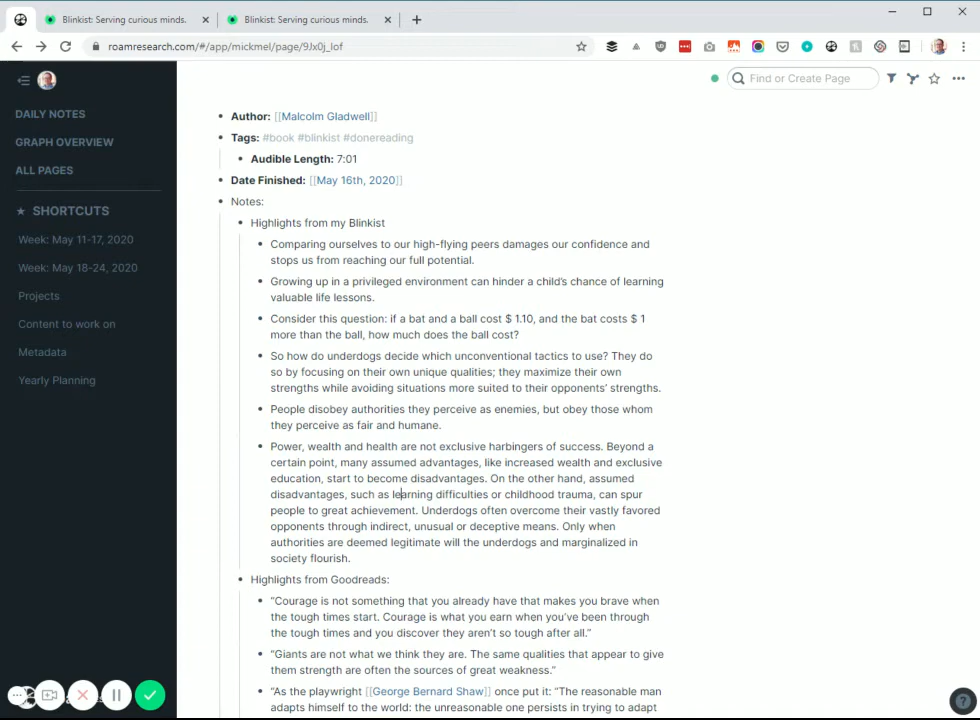 Blinkist: Serving curious minds.
Blinkist: Serving curious minds.
roamresearch.com/#/app/mickmel/page/9Jx0j_Iof
Find or Create Page
DAILY NOTES
GRAPH OVERVIEW
ALL PAGES
SHORTCUTS
Week: May 11-17, 2020
Week: May 18-24, 2020
Projects
Content to work on
Metadata
Yearly Planning
Author: [[Malcolm Gladwell]]
Tags: #book #blinkist #donereading
Audible Length: 7:01
Date Finished: [[May 16th, 2020]]
Notes:
Highlights from my Blinkist
Comparing ourselves to our high-flying peers damages our confidence and
stops us from reaching our full potential.
Growing up in a privileged environment can hinder a child's chance of learning
valuable life lessons.
Consider this question: if a bat and a ball cost $ 1.10, and the bat costs $ 1
more than the ball, how much does the ball cost?
So how do underdogs decide which unconventional tactics to use? They do
so by focusing on their own unique qualities; they maximize their own
strengths while avoiding situations more suited to their opponents' strengths.
People disobey authorities they perceive as enemies, but obey those whom
they perceive as fair and humane.
Power, wealth and health are not exclusive harbingers of success. Beyond a
certain point, many assumed advantages, like increased wealth and exclusive
education, start to become disadvantages. On the other hand, assumed
disadvantages, such as learning difficulties or childhood trauma, can spur
people to great achievement. Underdogs often overcome their vastly favored
opponents through indirect, unusual or deceptive means. Only when
authorities are deemed legitimate will the underdogs and marginalized in
society flourish.
Highlights from Goodreads:
"Courage is not something that you already have that makes you brave when
the tough times start. Courage is what you earn when you've been through
the tough times and you discover they aren't so tough after all."
"Giants are not what we think they are. The same qualities that appear to give
them strength are often the sources of great weakness."
"As the playwright [[George Bernard Shaw]] once put it: "The reasonable man
adapts himself to the world: the unreasonable one persists in trying to adapt